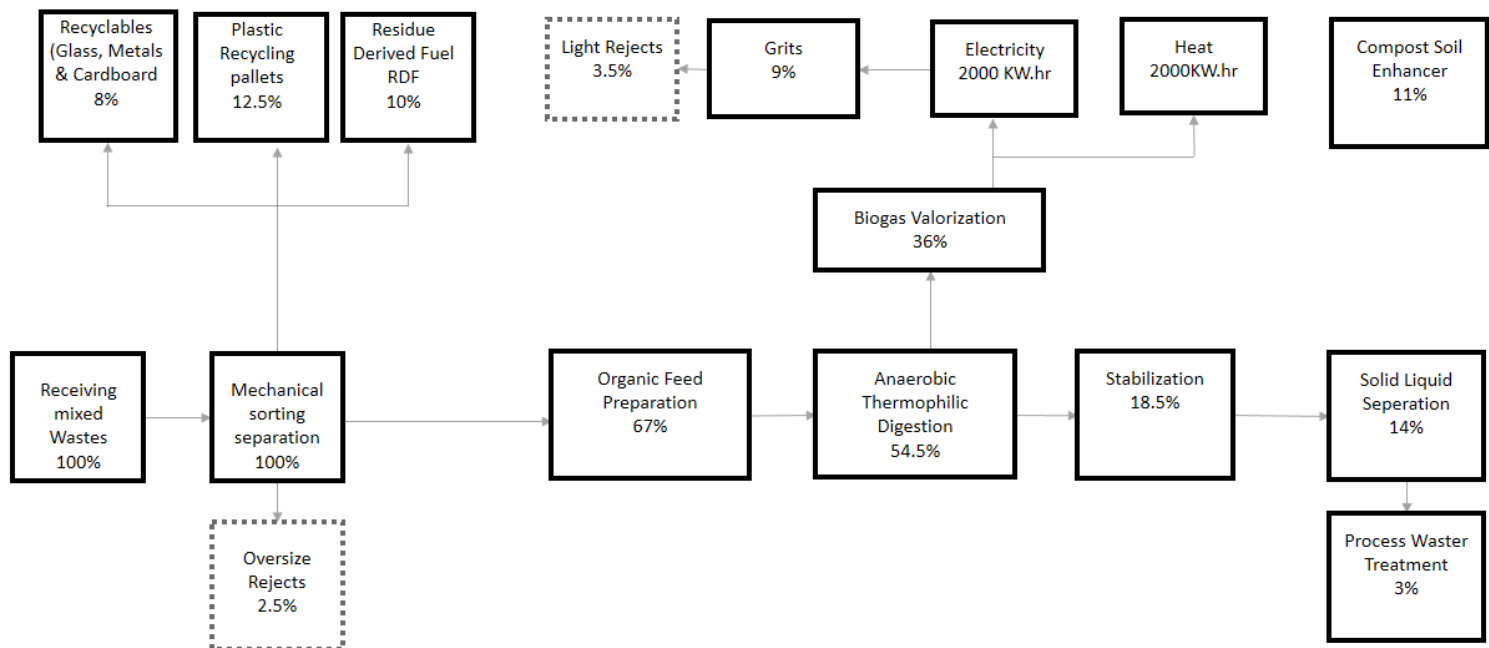 Recyclables
(Glass, Metals
& Cardboard
8%
Plastic
Recycling
pallets
12.5%
Residue
Derived Fuel
RDF
10%
Light Rejects
3.5%
Grits
9%
Electricity
2000 KW.hr
Heat
2000KW.hr
Compost Soil
Enhancer
11%
Biogas Valorization
36%
Receiving
mixed
Wastes
100%
Mechanical
sorting
separation
100%
Organic Feed
Preparation
67%
Anaerobic
Thermophilic
Digestion
54.5%
Stabilization
18.5%
Solid Liquid
Seperation
14%
Oversize
Rejects
2.5%
Process Waster
Treatment
3%